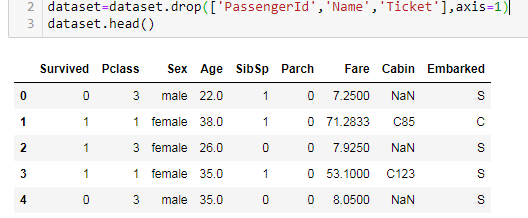 2 dataset=dataset.drop(['PassengerId','Name','Ticket'],axis=1)
3 dataset.head()
Survived Pclass Sex Age SibSp Parch Fare Cabin Embarked
0 0 3 male 22.0 1 0 7.2500 NaN S
1 1 1 female 38.0 1 0 71.2833 C85 C
2 1 3 female 26.0 0 0 7.9250 NaN S
3 1 1 female 35.0 1 0 53.1000 C123 S
4 0 3 male 35.0 0 0 8.0500 NaN S